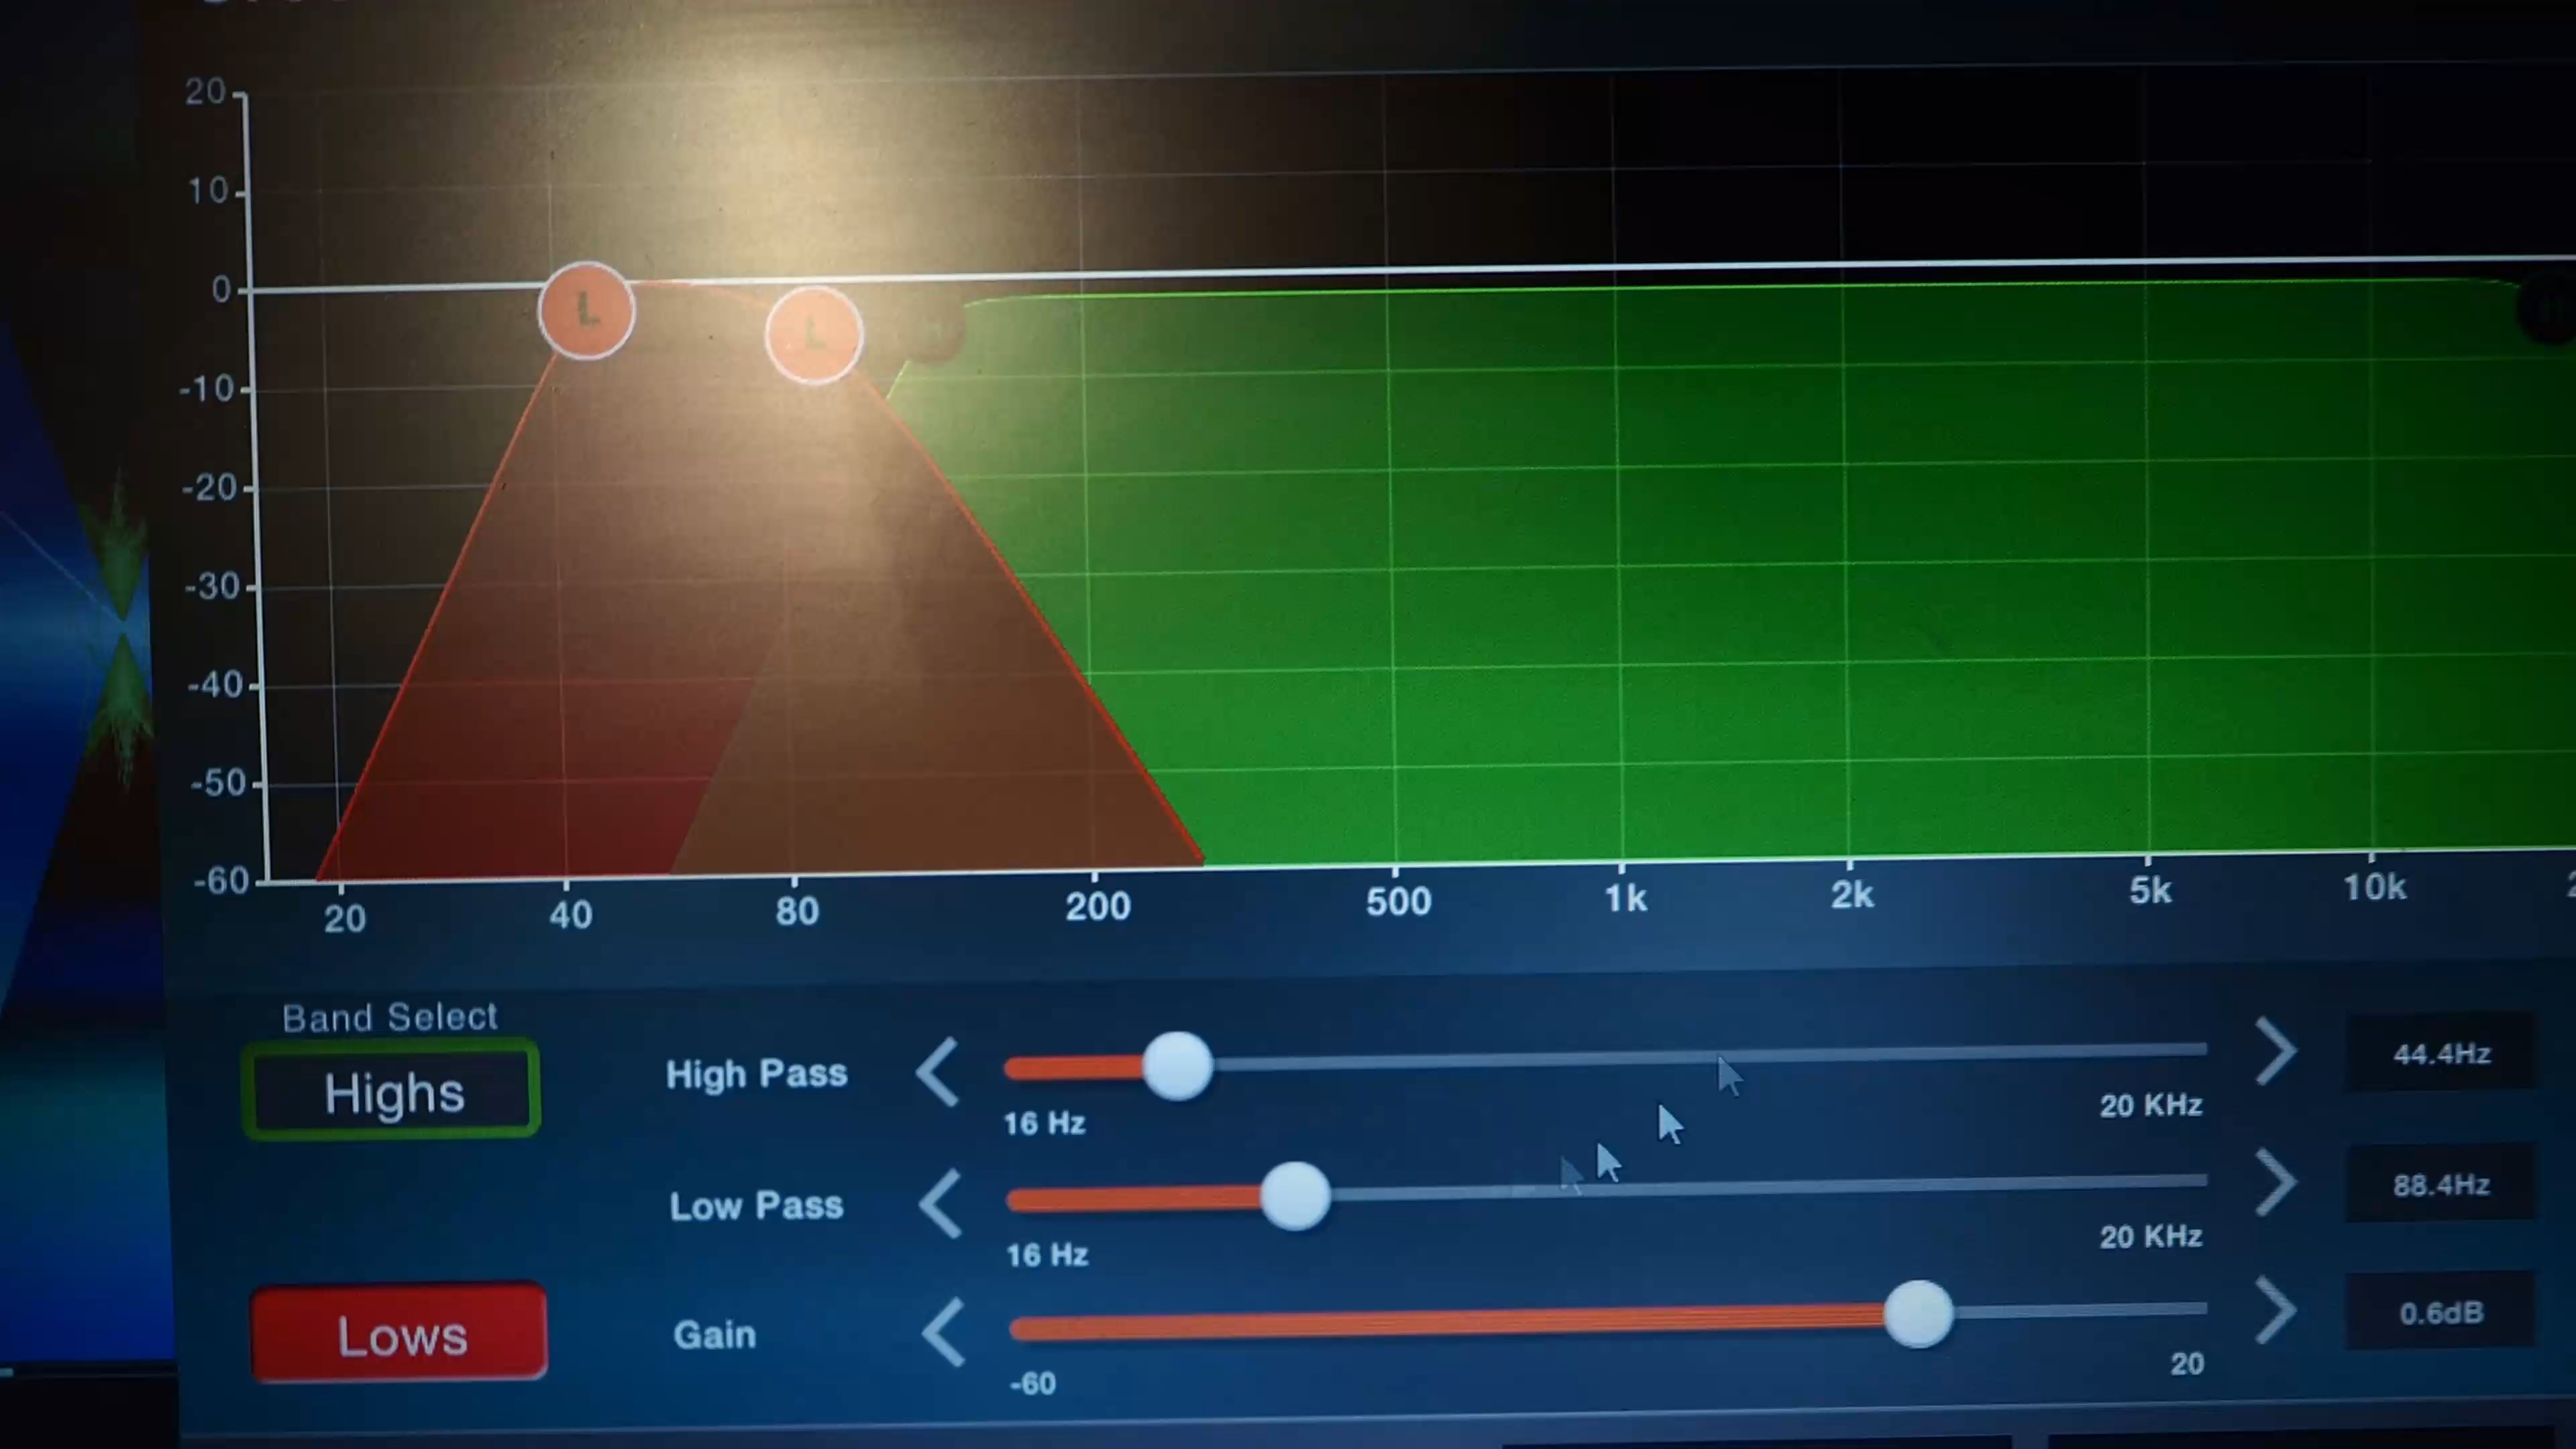 20
10
0
-10
-20
-30
-40
-50
-60
L
L
20 40 80 200 500 1k 2k 5k 10k
Band Select
Highs
Lows
High Pass
16 Hz
20 KHz
44.4Hz
Low Pass
16 Hz
20 KHz
88.4Hz
Gain
-60
20
0.6dB